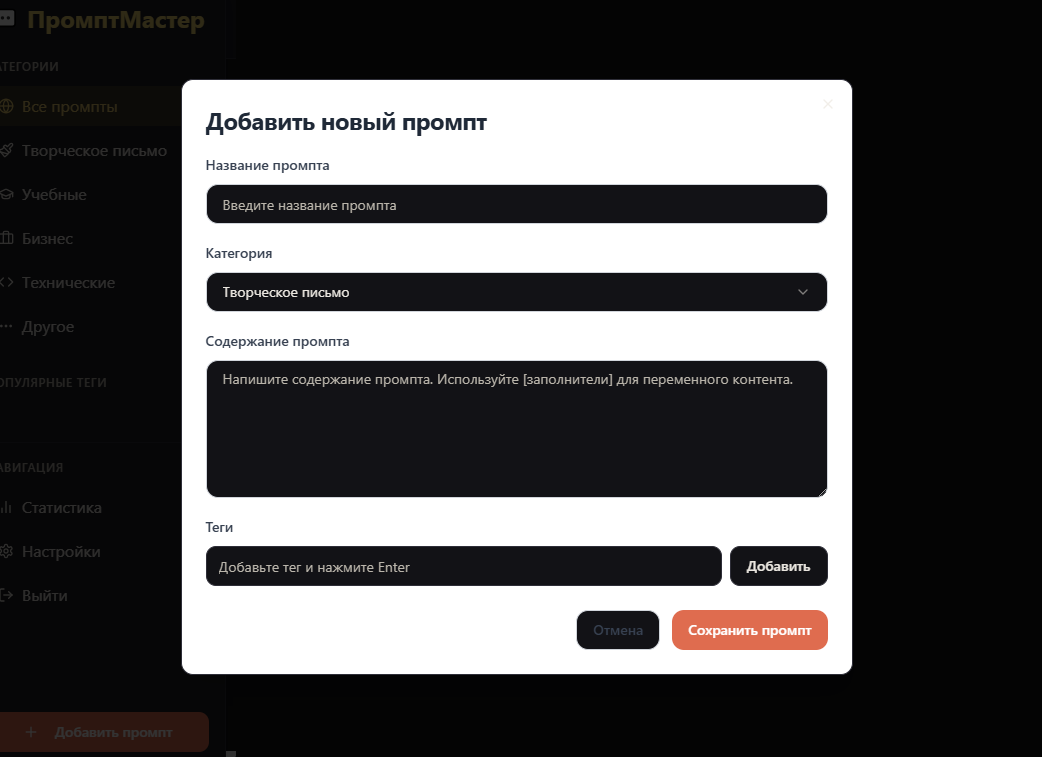 ПромптМастер
АТЕГОРИИ
Все промпты
Творческое письмо
Учебные
Бизнес
Технические
Другое
ОПУЛЯРНЫЕ ТЕГИ
АВИГАЦИЯ
Статистика
Настройки
Выйти
+ Добавить промпт
Добавить новый промпт
×
Название промпта
Введите название промпта
Категория
Творческое письмо
Содержание промпта
Напишите содержание промпта. Используйте [заполнители] для переменного контента.
Теги
Добавьте тег и нажмите Enter
Добавить
Отмена
Сохранить промпт